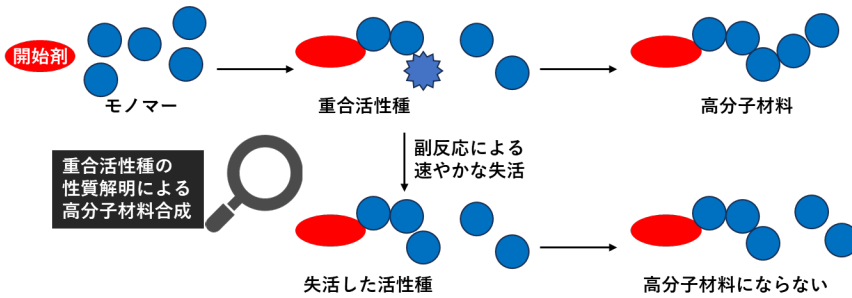 開始剤
モノマー
重合活性種
高分子材料
副反応による
速やかな失活
重合活性種の
性質解明による
高分子材料合成
失活した活性種
高分子材料にならない